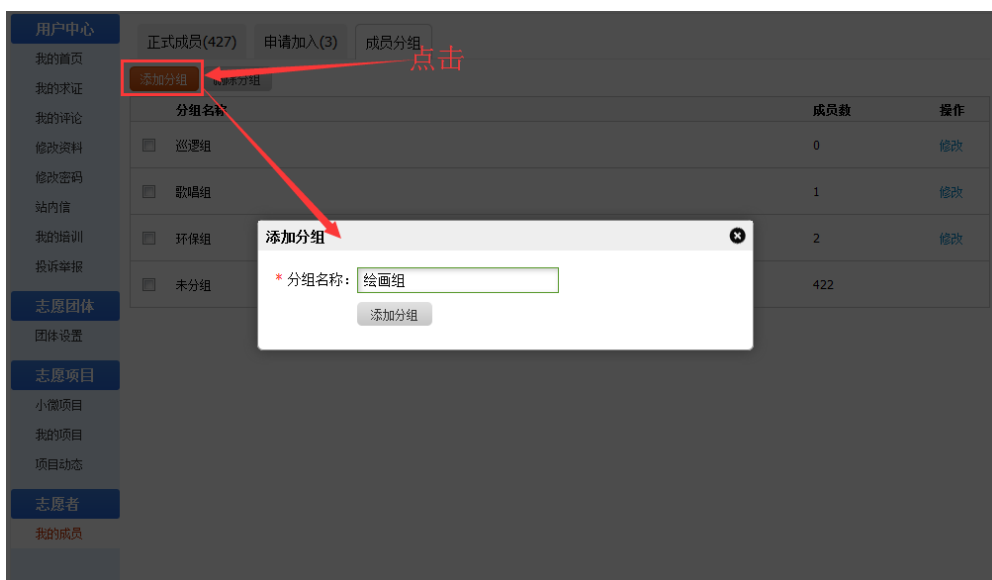 用户中心
我的首页
我的求证
我的评论
修改资料
修改密码
站内信
我的培训
投诉举报
志愿团体
团体设置
志愿项目
小微项目
我的项目
项目动态
志愿者
我的成员
正式成员(427) 申请加入(3) 成员分组
点击
添加分组 删除分组
分组名称 成员数 操作
巡逻组 0 修改
歌唱组 1 修改
环保组 2 修改
未分组 422
添加分组
* 分组名称: 绘画组
添加分组